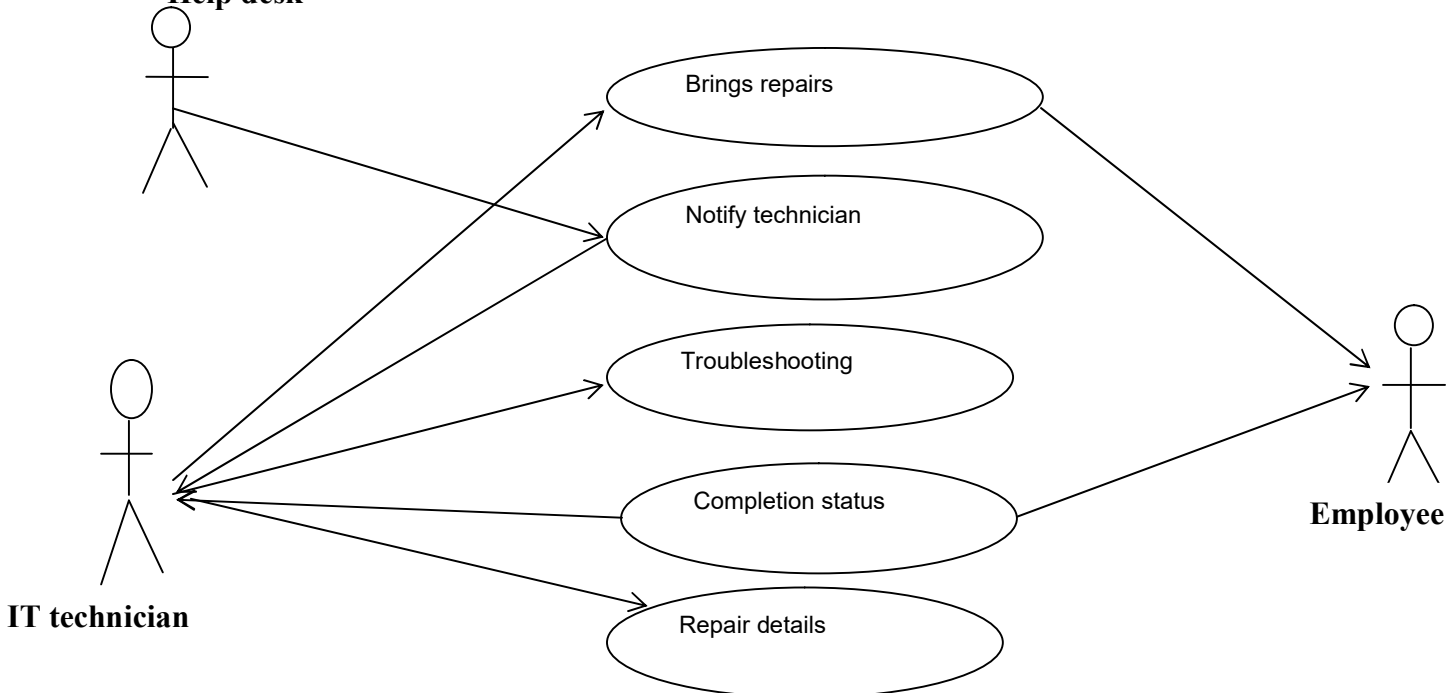 Help desk
Brings repairs
Notify technician
Troubleshooting
Completion status
Employee
IT technician
Repair details